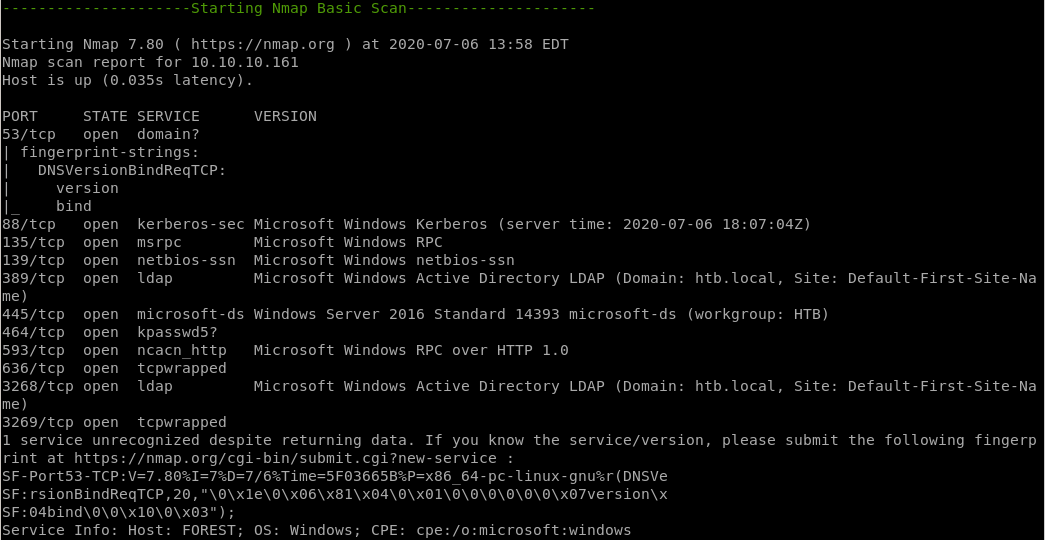 ---------------------Starting Nmap Basic Scan---------------------
Starting Nmap 7.80 ( https://nmap.org ) at 2020-07-06 13:58 EDT
Nmap scan report for 10.10.10.161
Host is up (0.035s latency).
PORT     STATE SERVICE      VERSION
53/tcp   open  domain?
| fingerprint-strings:
|   DNSVersionBindReqTCP:
|     version
|_    bind
88/tcp   open  kerberos-sec Microsoft Windows Kerberos (server time: 2020-07-06 18:07:04Z)
135/tcp  open  msrpc        Microsoft Windows RPC
139/tcp  open  netbios-ssn  Microsoft Windows netbios-ssn
389/tcp  open  ldap         Microsoft Windows Active Directory LDAP (Domain: htb.local, Site: Default-First-Site-Na
me)
445/tcp  open  microsoft-ds Windows Server 2016 Standard 14393 microsoft-ds (workgroup: HTB)
464/tcp  open  kpasswd5?
593/tcp  open  ncacn_http   Microsoft Windows RPC over HTTP 1.0
636/tcp  open  tcpwrapped
3268/tcp open  ldap         Microsoft Windows Active Directory LDAP (Domain: htb.local, Site: Default-First-Site-Na
me)
3269/tcp open  tcpwrapped
1 service unrecognized despite returning data. If you know the service/version, please submit the following fingerp
rint at https://nmap.org/cgi-bin/submit.cgi?new-service :
SF-Port53-TCP:V=7.80%I=7%D=7/6%Time=5F03665B%P=x86_64-pc-linux-gnu%r(DNSVe
SF:rsionBindReqTCP,20,"\0\x1e\0\x06\x81\x04\0\x01\0\0\0\0\0\0\x07version\x
SF:04bind\0\0\x10\0\x03");
Service Info: Host: FOREST; OS: Windows; CPE: cpe:/o:microsoft:windows